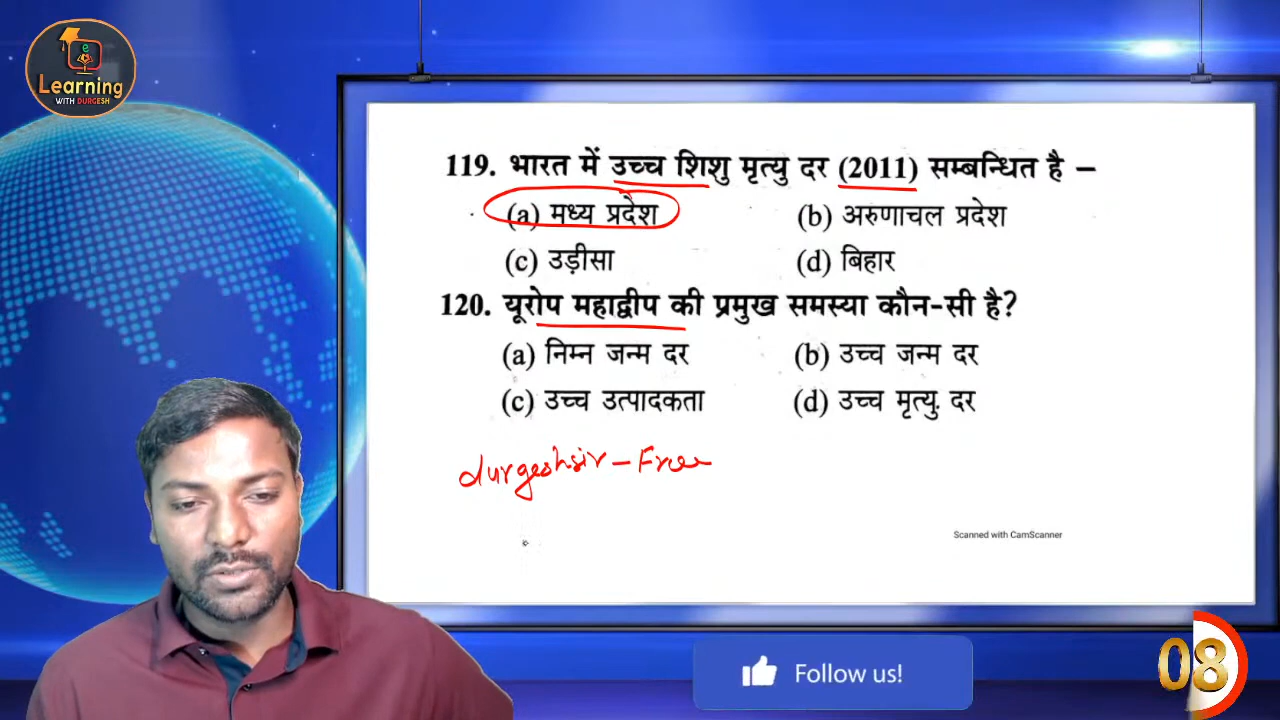 e
Learning
WITH DURGESH
119. भारत में उच्च शिशु मृत्यु दर (2011) सम्बन्धित है –
(a) मध्य प्रदेश (b) अरुणाचल प्रदेश
(c) उड़ीसा (d) बिहार
120. यूरोप महाद्वीप की प्रमुख समस्या कौन-सी है?
(a) निम्न जन्म दर (b) उच्च जन्म दर
(c) उच्च उत्पादकता (d) उच्च मृत्यु दर
durgeshsir – Free
Scanned with CamScanner
Follow us!
08